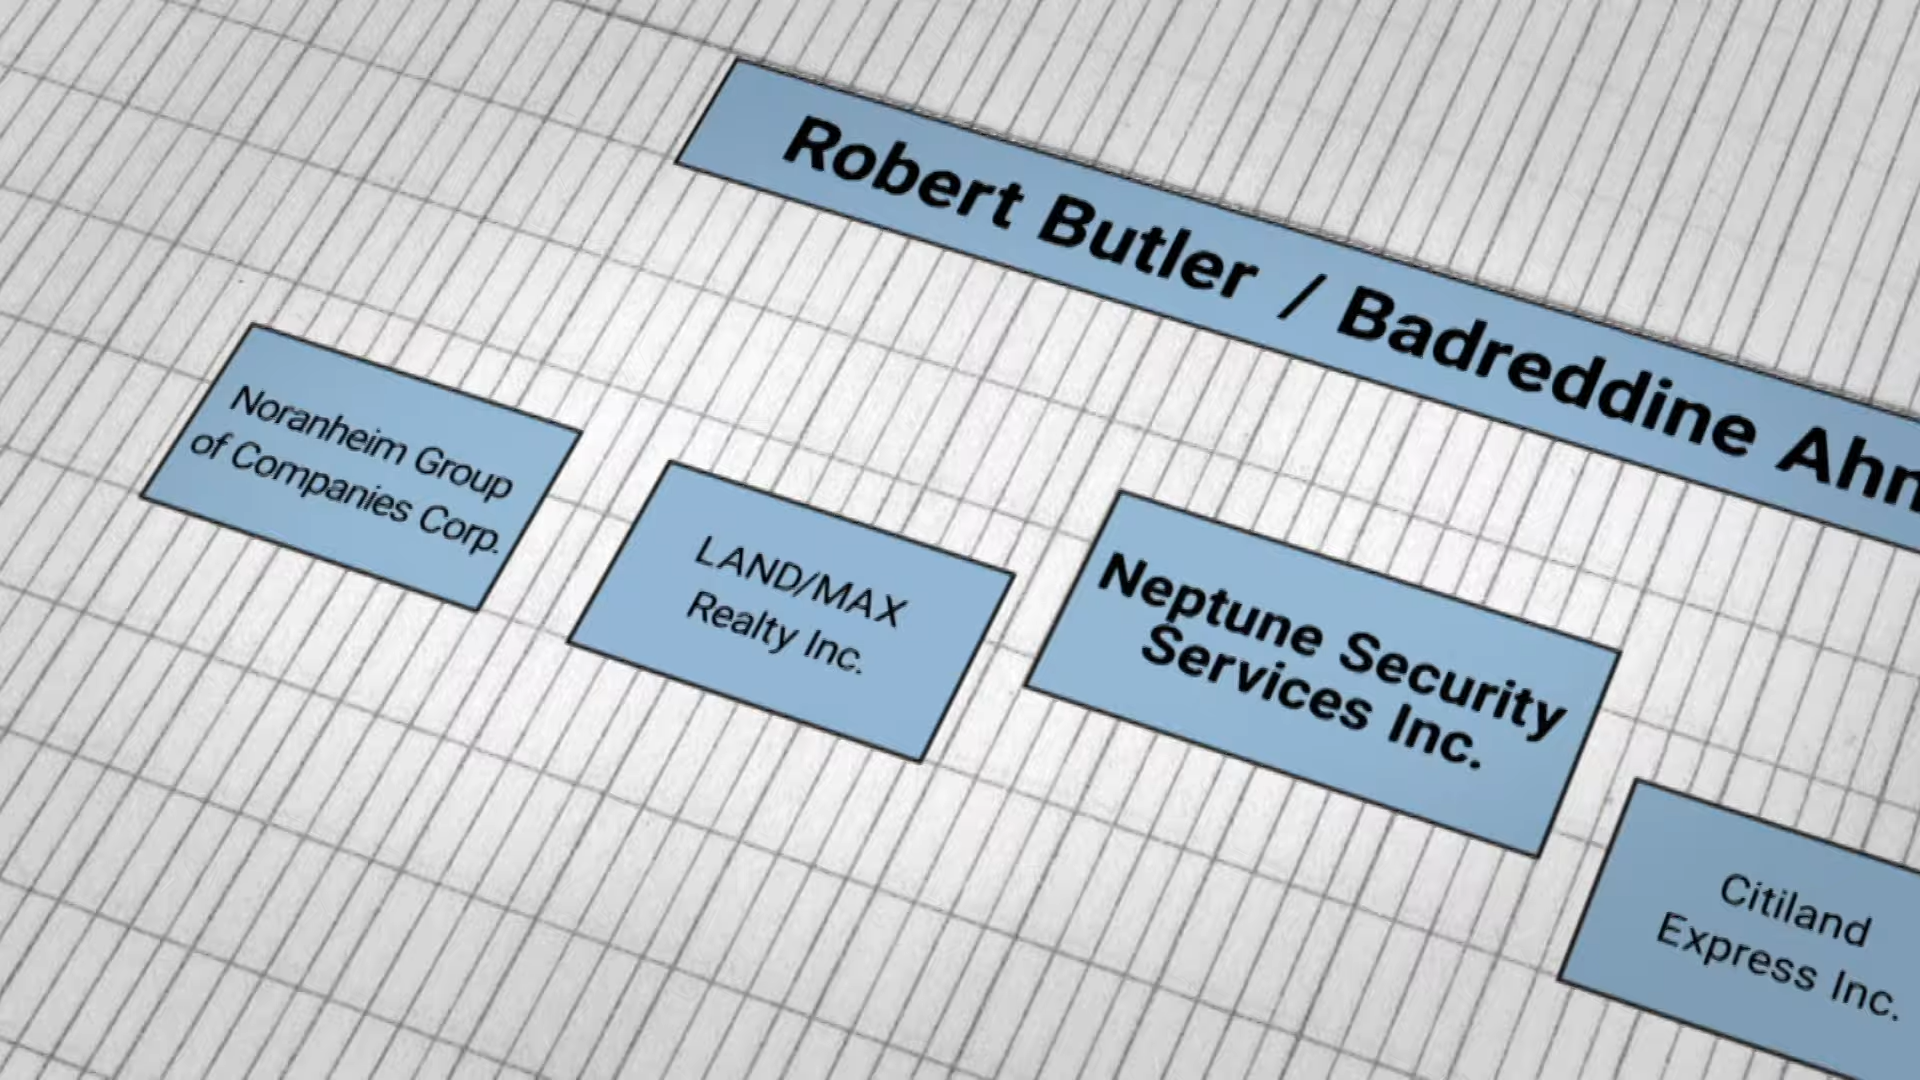 Robert Butler / Badreddine
Noranheim Group
of Companies Corp.
LAND/MAX
Realty Inc.
Neptune Security
Services Inc.
Citiland
Express Inc.